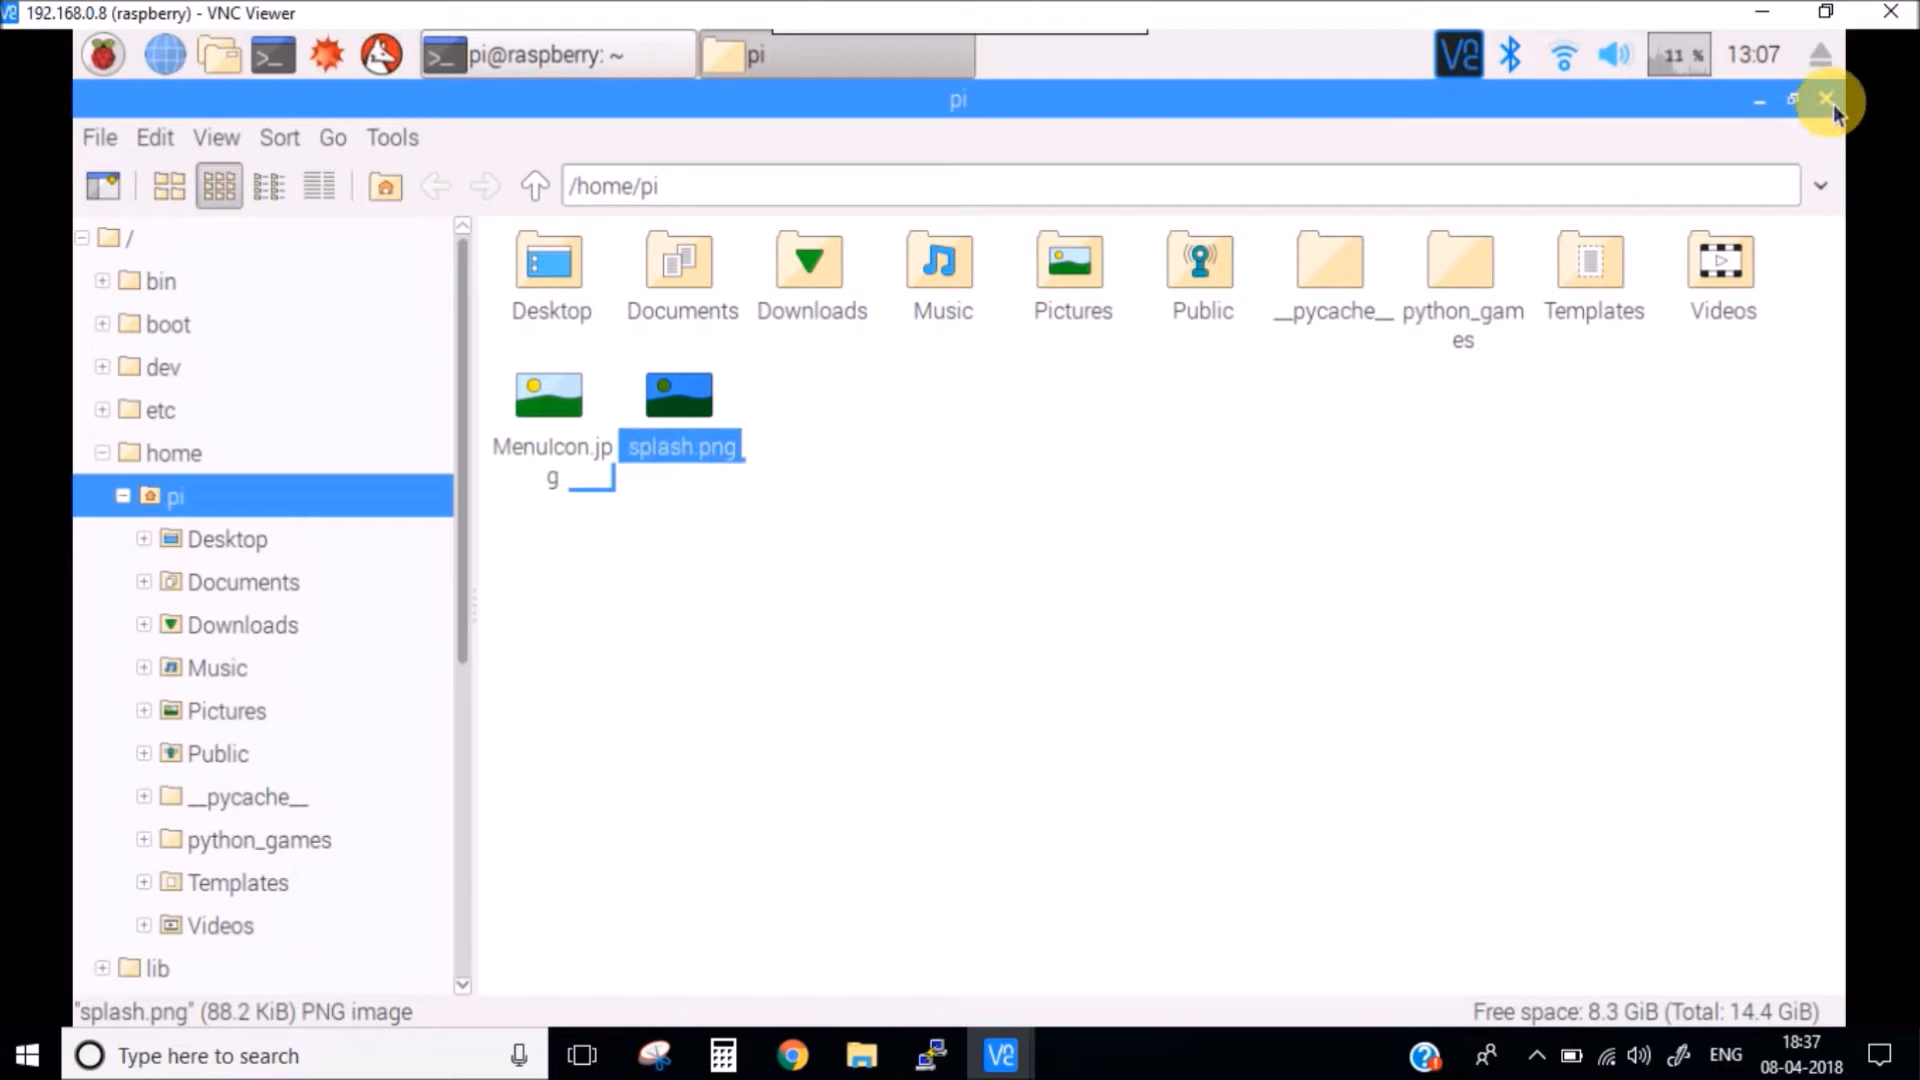 192.168.0.8 (raspberry) - VNC Viewer
pi@raspberry: ~
pi
11 %
13:07
pi
File Edit View Sort Go Tools
/home/pi
/
bin
boot
dev
etc
home
pi
Desktop
Documents
Downloads
Music
Pictures
Public
__pycache__
python_games
Templates
Videos
lib
Desktop Documents Downloads Music Pictures Public __pycache__ python_gam Templates Videos
es
MenuIcon.jp splash.png
g
"splash.png" (88.2 KiB) PNG image
Free space: 8.3 GiB (Total: 14.4 GiB)
Type here to search
ENG
18:37
08-04-2018